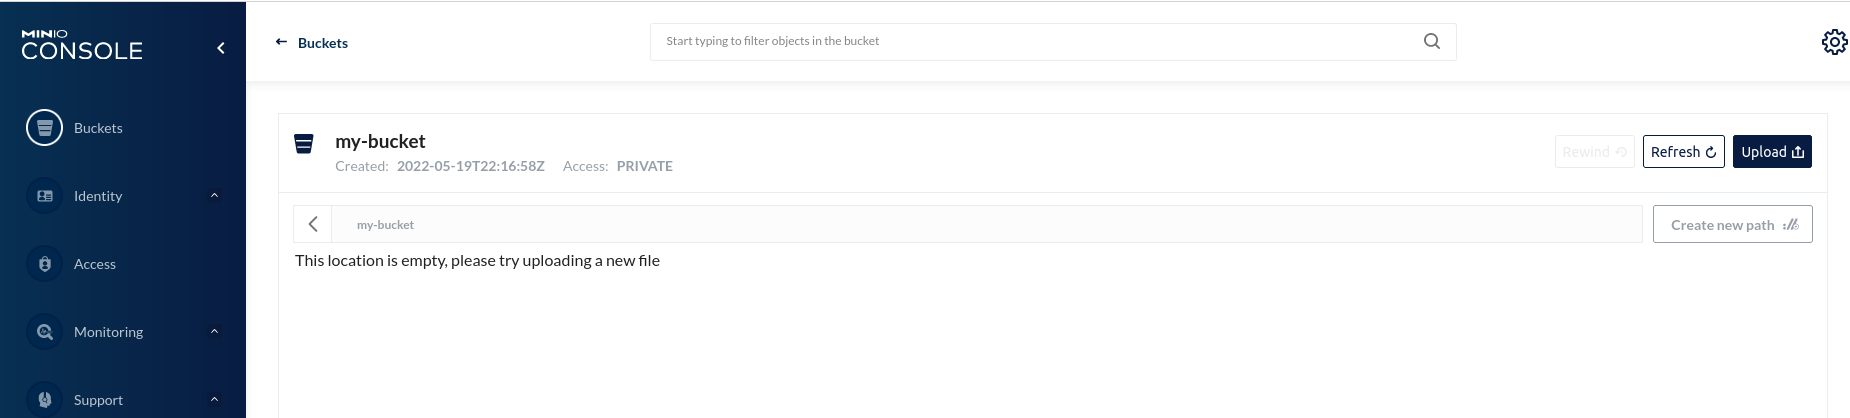 MINIO
CONSOLE
Buckets
Identity
Access
Monitoring
Support
Buckets
Start typing to filter objects in the bucket
my-bucket
Created: 2022-05-19T22:16:58Z Access: PRIVATE
Rewind
Refresh
Upload
my-bucket
Create new path
This location is empty, please try uploading a new file